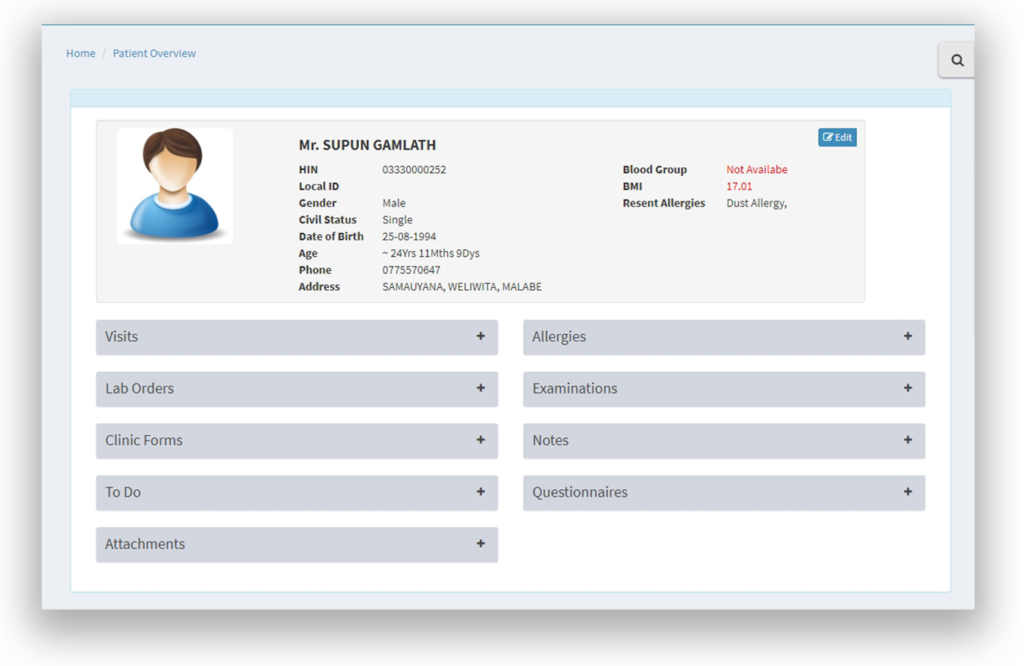 Home / Patient Overview
Edit
Mr. SUPUN GAMLATH
HIN 03330000252 Blood Group Not Availabe
Local ID BMI 17.01
Gender Male Resent Allergies Dust Allergy,
Civil Status Single
Date of Birth 25-08-1994
Age ~ 24Yrs 11Mths 9Dys
Phone 0775570647
Address SAMAUYANA, WELIWITA, MALABE
Visits + Allergies +
Lab Orders + Examinations +
Clinic Forms + Notes +
To Do + Questionnaires +
Attachments +